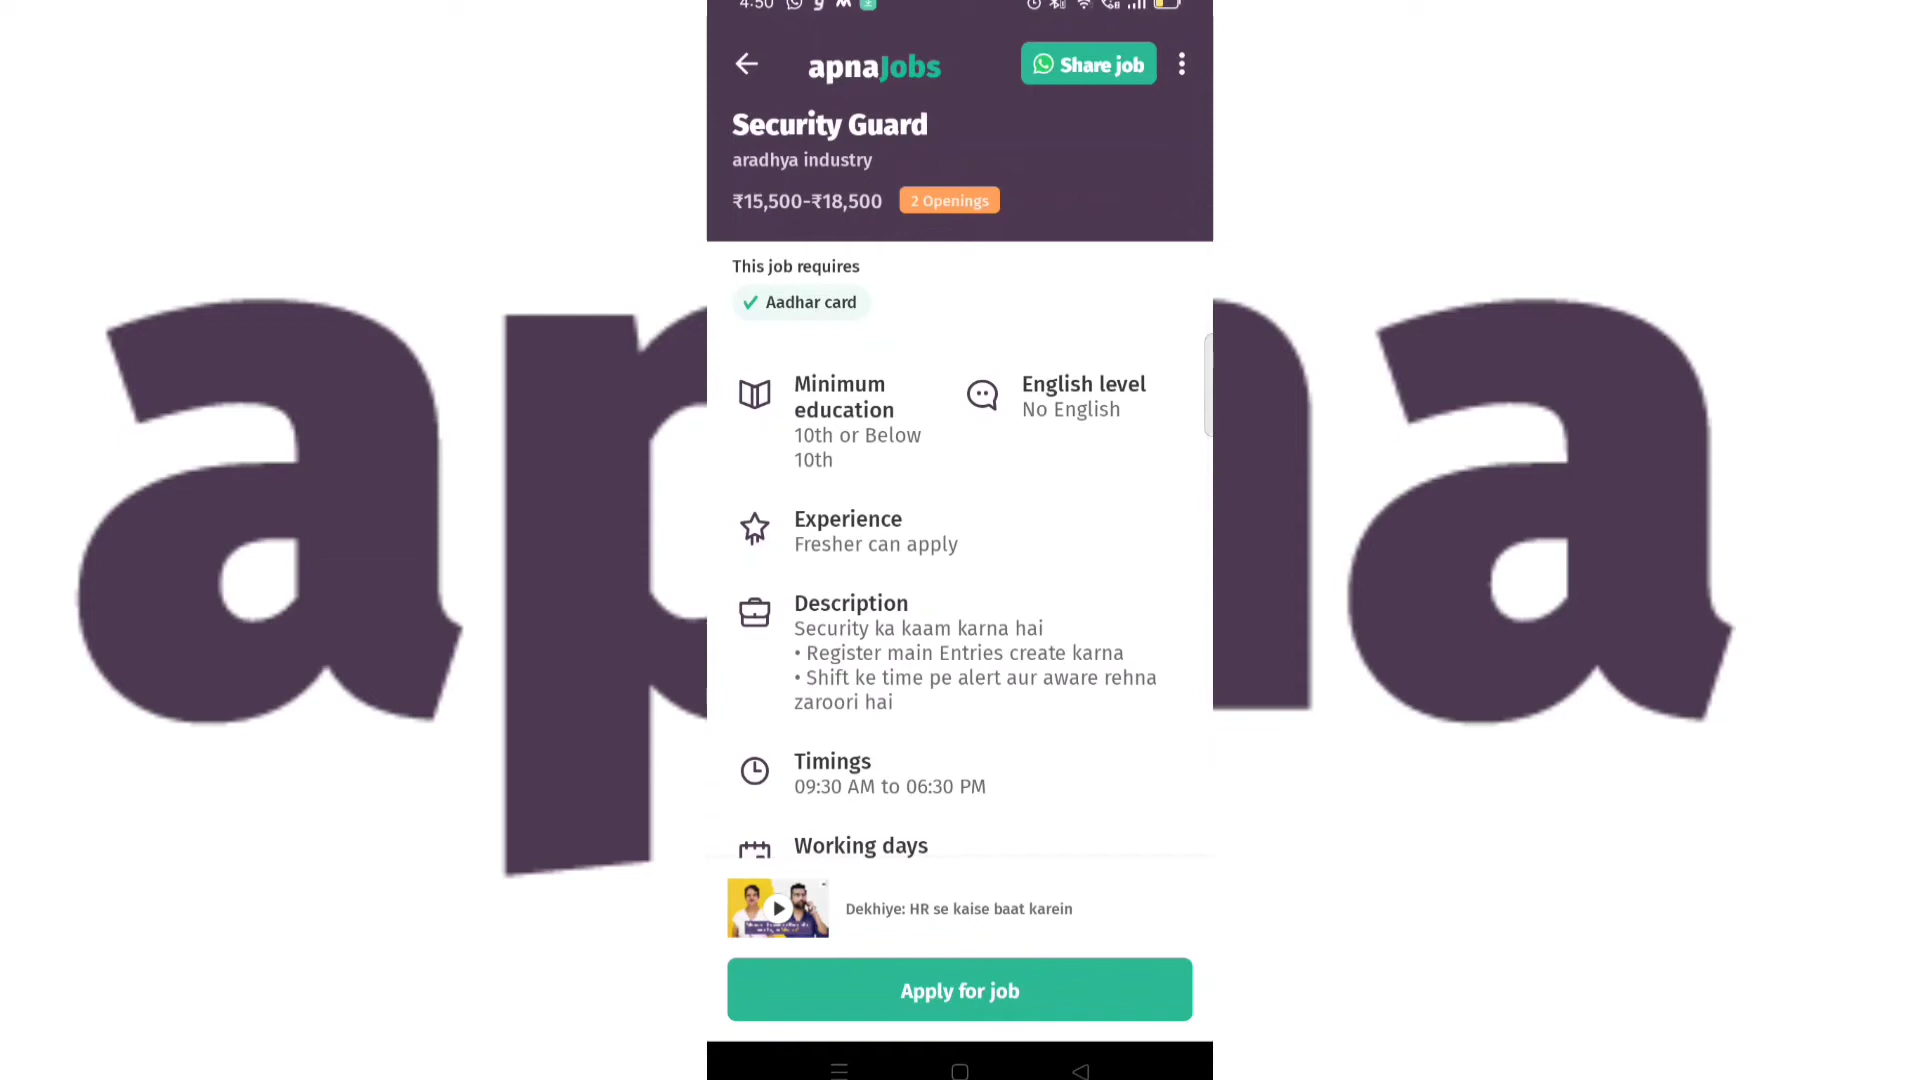 4:50
apnaJobs
Share job
Security Guard
aradhya industry
₹15,500-₹18,500
2 Openings
This job requires
Aadhar card
Minimum
education
10th or Below
10th
English level
No English
Experience
Fresher can apply
Description
Security ka kaam karna hai
• Register main Entries create karna
• Shift ke time pe alert aur aware rehna
zaroori hai
Timings
09:30 AM to 06:30 PM
Working days
Dekhiye: HR se kaise baat karein
Apply for job
apna